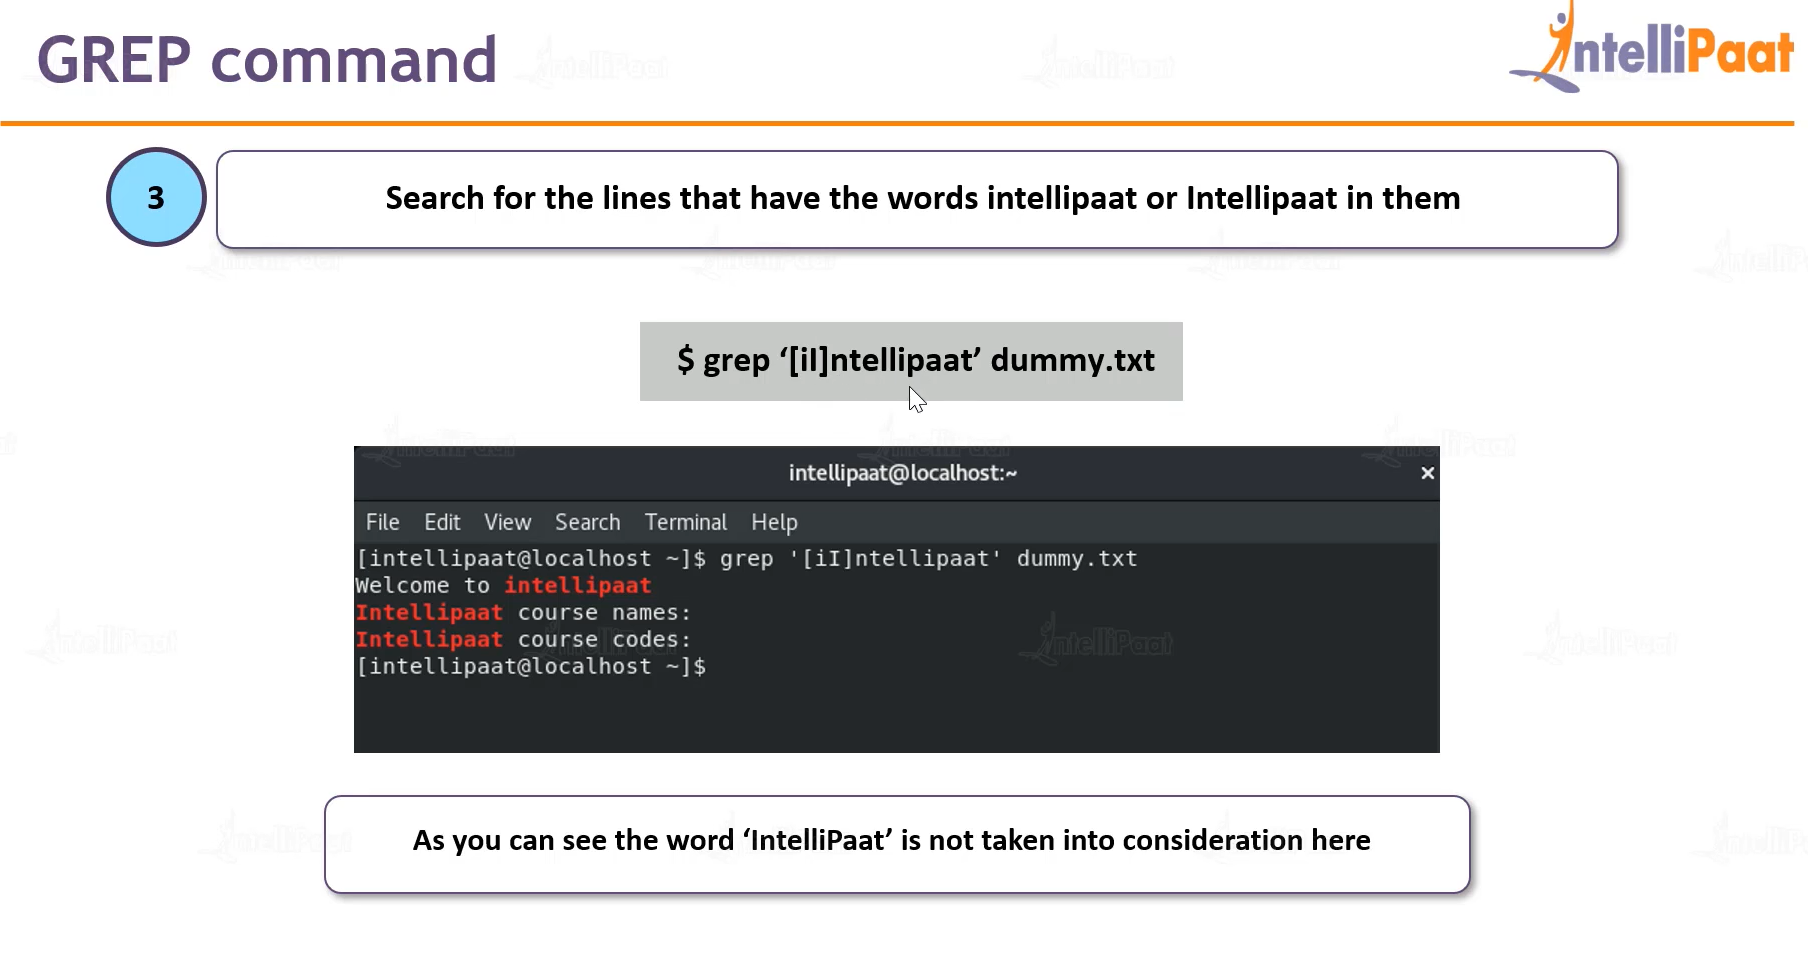 GREP command
IntelliPaat
3
Search for the lines that have the words intellipaat or Intellipaat in them
$ grep ‘[iI]ntellipaat’ dummy.txt
intellipaat@localhost:~
×
File Edit View Search Terminal Help
[intellipaat@localhost ~]$ grep '[iI]ntellipaat' dummy.txt
Welcome to intellipaat
Intellipaat course names:
Intellipaat course codes:
[intellipaat@localhost ~]$
As you can see the word ‘IntelliPaat’ is not taken into consideration here